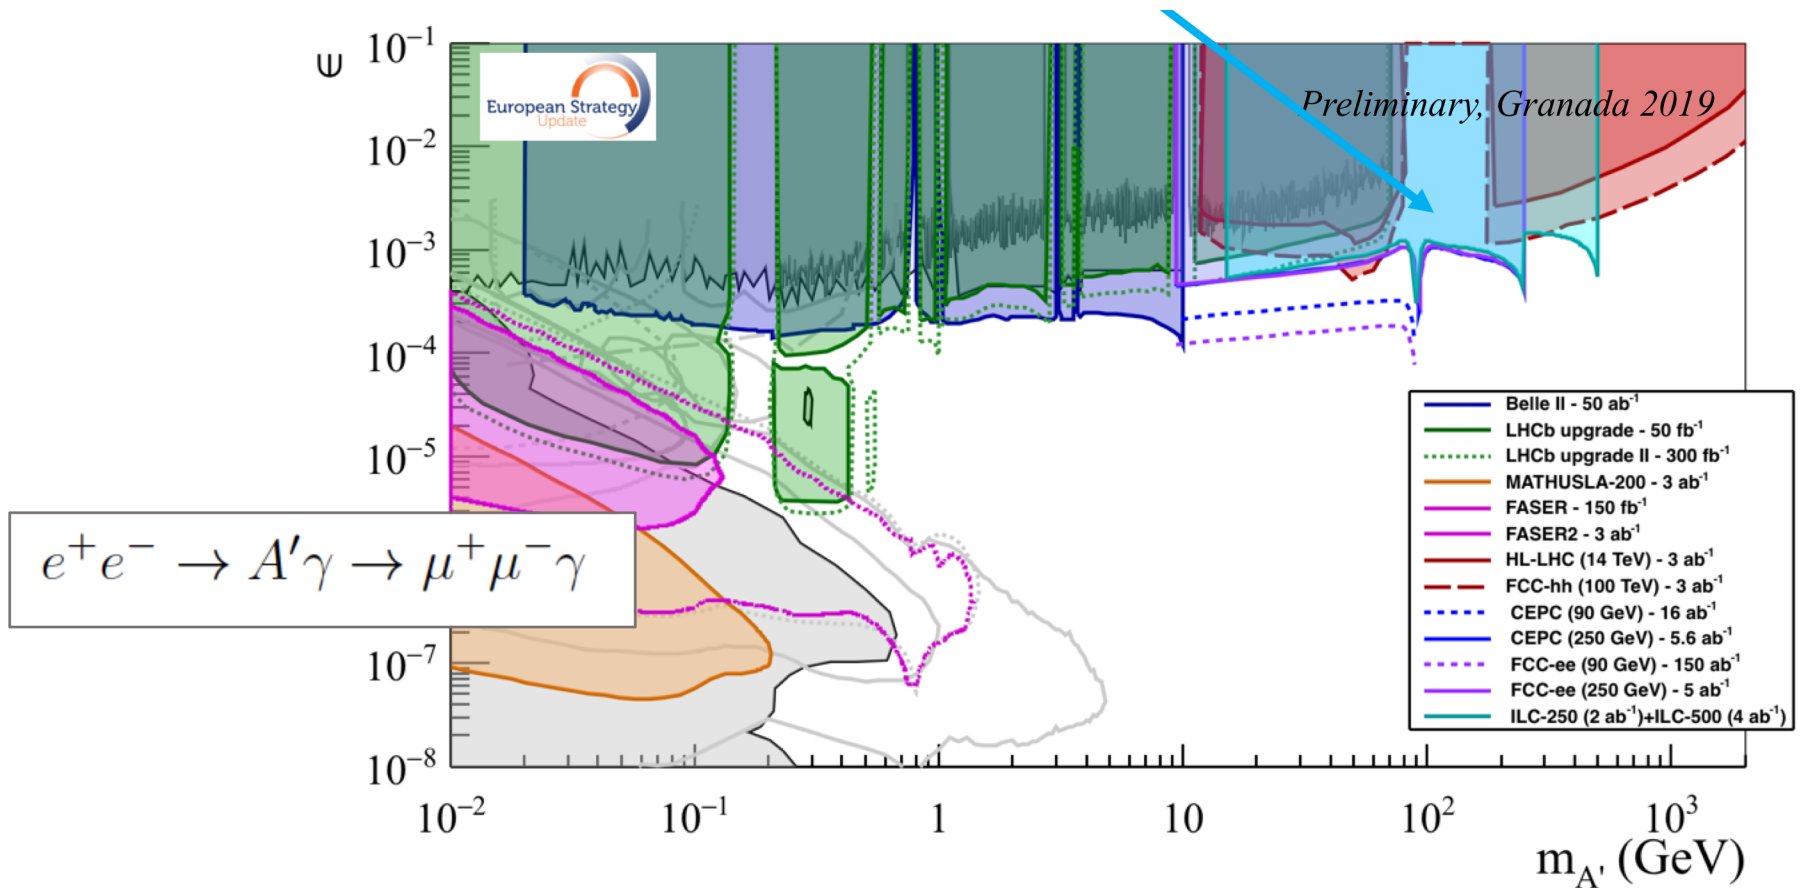 10⁻¹
∈
European Strategy
Update
Preliminary, Granada 2019
10⁻²
10⁻³
10⁻⁴
10⁻⁵
e⁺e⁻ → A′γ → μ⁺μ⁻γ
10⁻⁷
10⁻⁸
Belle II - 50 ab⁻¹
LHCb upgrade - 50 fb⁻¹
LHCb upgrade II - 300 fb⁻¹
MATHUSLA-200 - 3 ab⁻¹
FASER - 150 fb⁻¹
FASER2 - 3 ab⁻¹
HL-LHC (14 TeV) - 3 ab⁻¹
FCC-hh (100 TeV) - 3 ab⁻¹
CEPC (90 GeV) - 16 ab⁻¹
CEPC (250 GeV) - 5.6 ab⁻¹
FCC-ee (90 GeV) - 150 ab⁻¹
FCC-ee (250 GeV) - 5 ab⁻¹
ILC-250 (2 ab⁻¹)+ILC-500 (4 ab⁻¹)
10⁻² 10⁻¹ 1 10 10² 10³
m_A' (GeV)